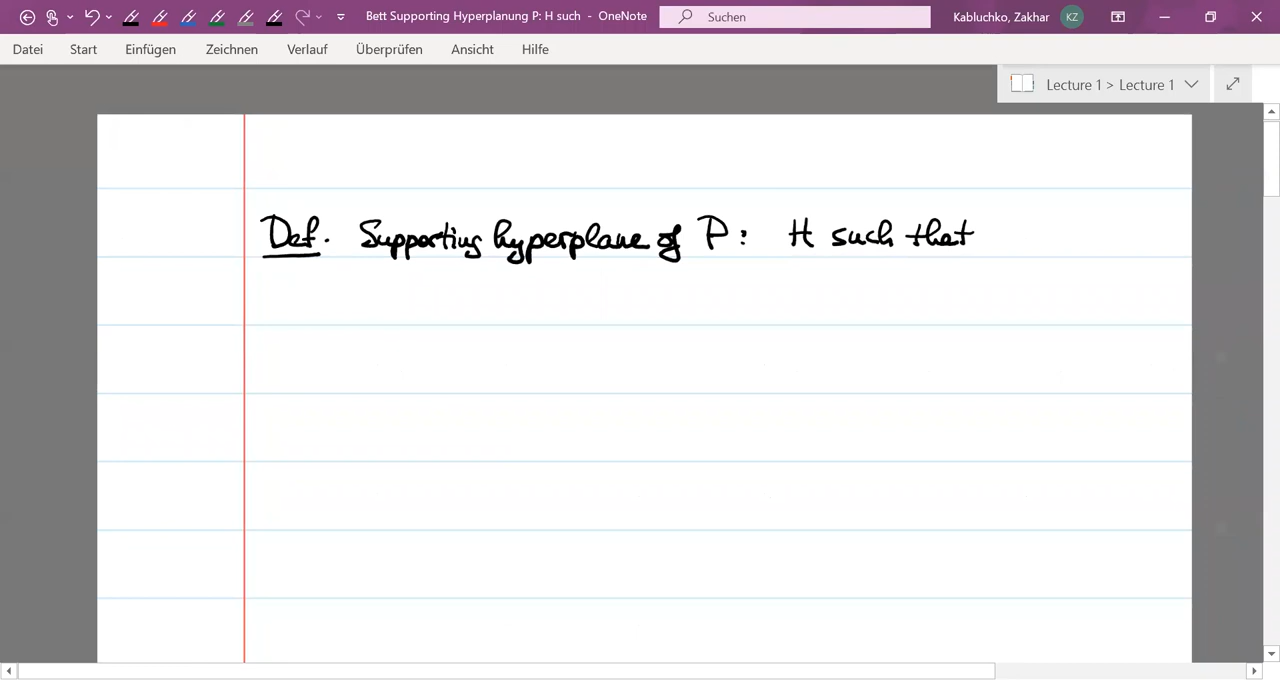 Bett Supporting Hyperplanung P: H such - OneNote
Suchen
Kabluchko, Zakhar
KZ
Datei Start Einfügen Zeichnen Verlauf Überprüfen Ansicht Hilfe
Lecture 1 > Lecture 1
Def. Supporting hyperplane of P: H such that